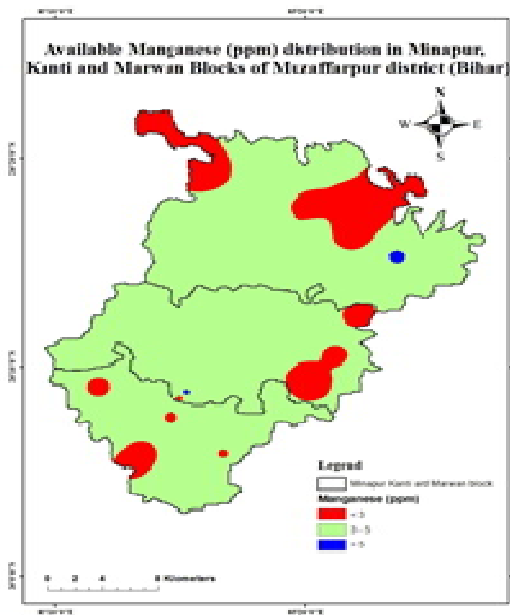 Available Manganese (ppm) distribution in Minapur,
Kanti and Marwan Blocks of Muzaffarpur district (Bihar)
N
W E
S
Legend
Minapur Kanti and Marwan block
Manganese (ppm)
< 3
3 - 5
> 5
0 2 4 8 Kilometers